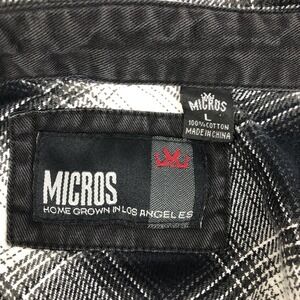 MICROS
L
100% COTTON
MADE IN CHINA
MICROS
HOME GROWN IN LOS ANGELES